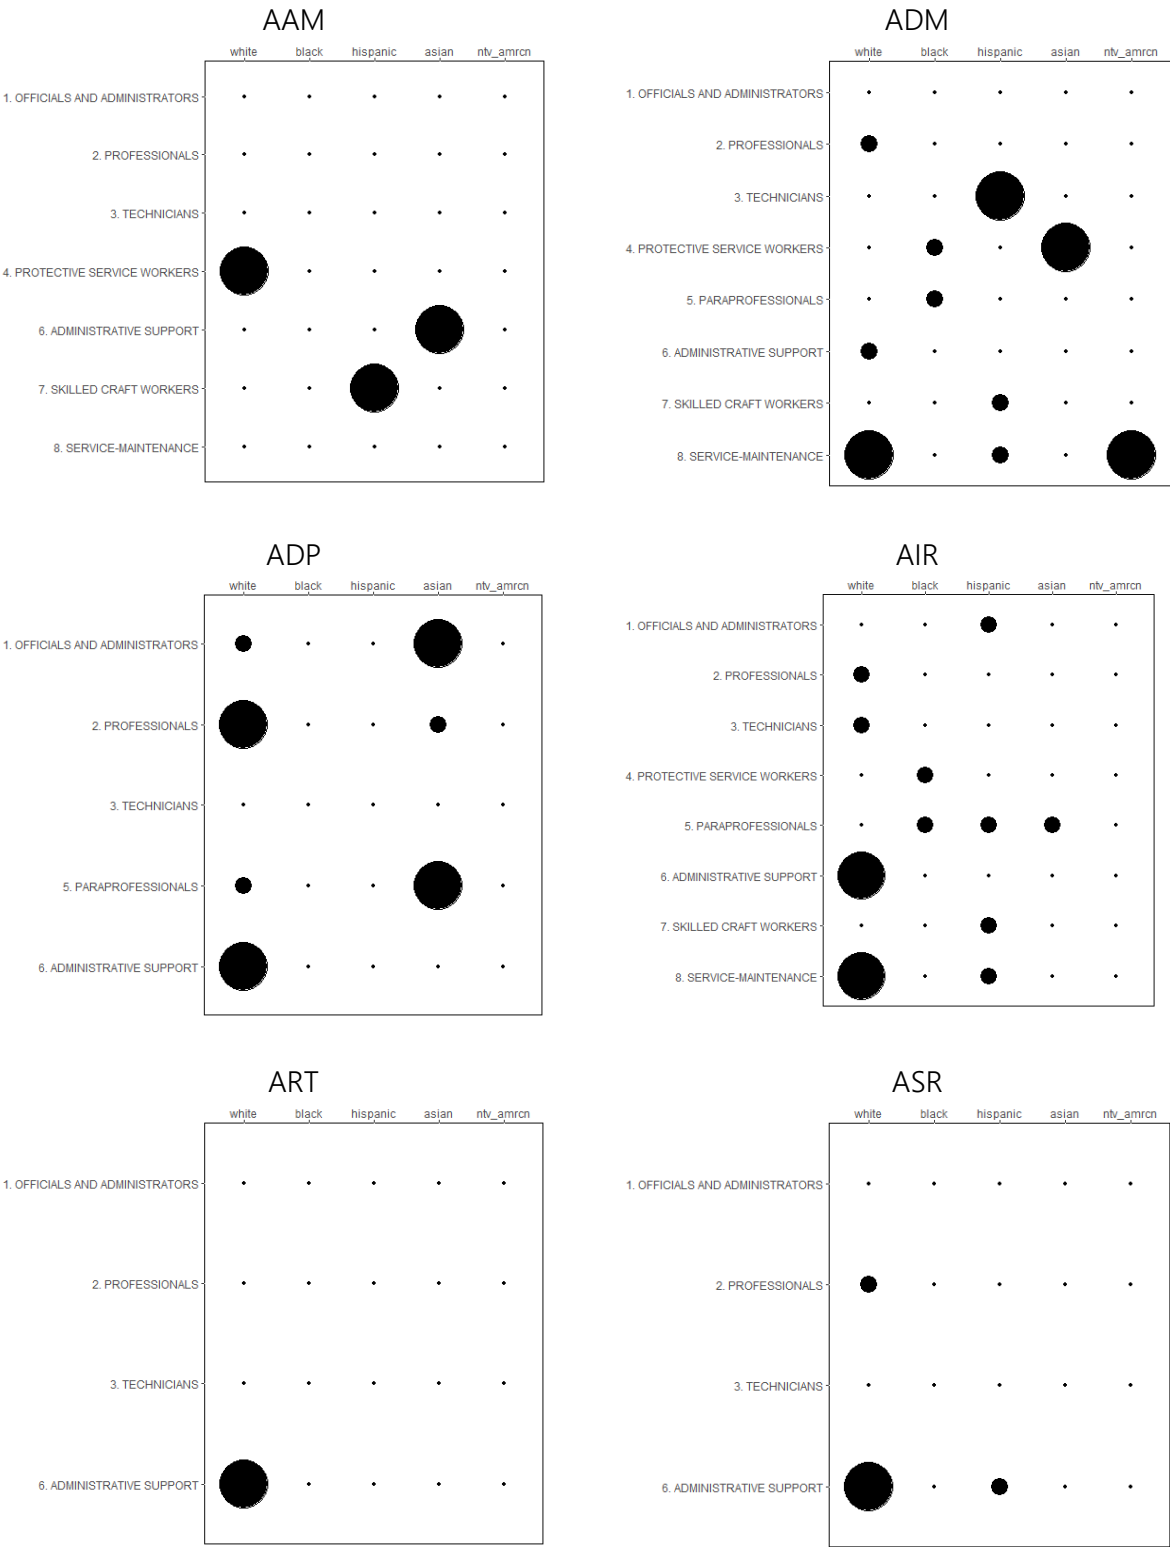 AAM
white black hispanic asian ntv_amrcn
1. OFFICIALS AND ADMINISTRATORS
2. PROFESSIONALS
3. TECHNICIANS
4. PROTECTIVE SERVICE WORKERS
6. ADMINISTRATIVE SUPPORT
7. SKILLED CRAFT WORKERS
8. SERVICE-MAINTENANCE
ADM
white black hispanic asian ntv_amrcn
1. OFFICIALS AND ADMINISTRATORS
2. PROFESSIONALS
3. TECHNICIANS
4. PROTECTIVE SERVICE WORKERS
5. PARAPROFESSIONALS
6. ADMINISTRATIVE SUPPORT
7. SKILLED CRAFT WORKERS
8. SERVICE-MAINTENANCE
ADP
white black hispanic asian ntv_amrcn
1. OFFICIALS AND ADMINISTRATORS
2. PROFESSIONALS
3. TECHNICIANS
5. PARAPROFESSIONALS
6. ADMINISTRATIVE SUPPORT
AIR
white black hispanic asian ntv_amrcn
1. OFFICIALS AND ADMINISTRATORS
2. PROFESSIONALS
3. TECHNICIANS
4. PROTECTIVE SERVICE WORKERS
5. PARAPROFESSIONALS
6. ADMINISTRATIVE SUPPORT
7. SKILLED CRAFT WORKERS
8. SERVICE-MAINTENANCE
ART
white black hispanic asian ntv_amrcn
1. OFFICIALS AND ADMINISTRATORS
2. PROFESSIONALS
3. TECHNICIANS
6. ADMINISTRATIVE SUPPORT
ASR
white black hispanic asian ntv_amrcn
1. OFFICIALS AND ADMINISTRATORS
2. PROFESSIONALS
3. TECHNICIANS
6. ADMINISTRATIVE SUPPORT